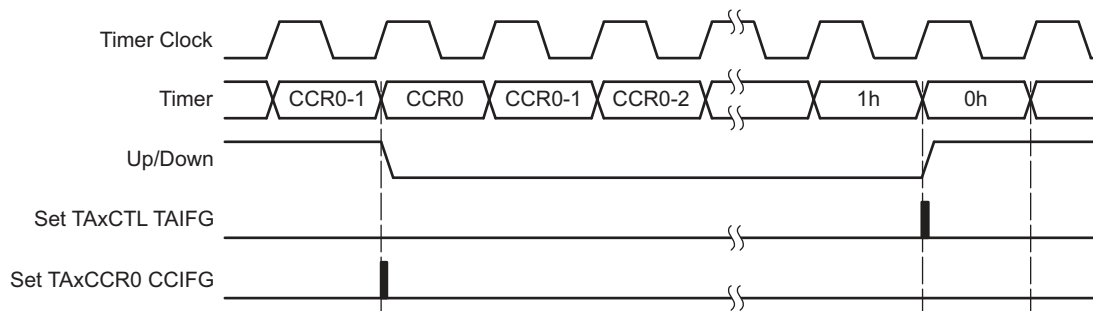 Timer Clock
Timer CCR0-1 CCR0 CCR0-1 CCR0-2 1h 0h
Up/Down
Set TAxCTL TAIFG
Set TAxCCR0 CCIFG